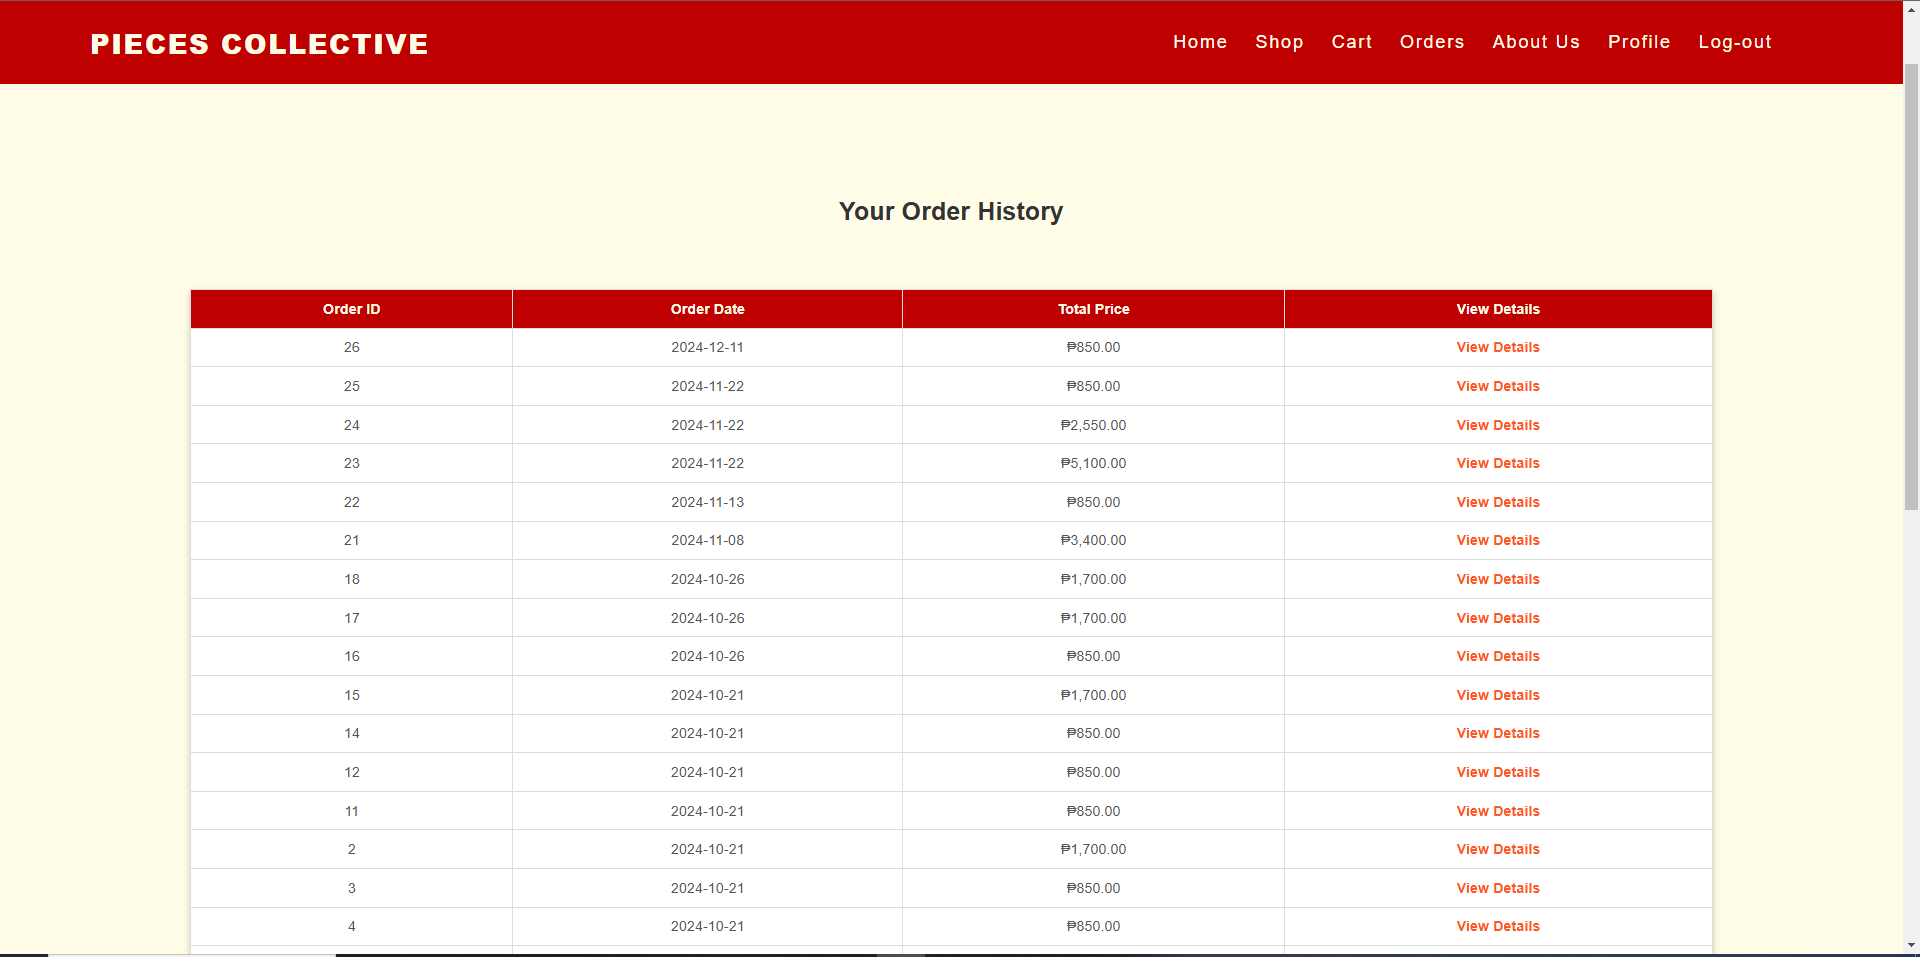 PIECES COLLECTIVE Home Shop Cart Orders About Us Profile Log-out
Your Order History
Order ID Order Date Total Price View Details
26 2024-12-11 ₱850.00 View Details
25 2024-11-22 ₱850.00 View Details
24 2024-11-22 ₱2,550.00 View Details
23 2024-11-22 ₱5,100.00 View Details
22 2024-11-13 ₱850.00 View Details
21 2024-11-08 ₱3,400.00 View Details
18 2024-10-26 ₱1,700.00 View Details
17 2024-10-26 ₱1,700.00 View Details
16 2024-10-26 ₱850.00 View Details
15 2024-10-21 ₱1,700.00 View Details
14 2024-10-21 ₱850.00 View Details
12 2024-10-21 ₱850.00 View Details
11 2024-10-21 ₱850.00 View Details
2 2024-10-21 ₱1,700.00 View Details
3 2024-10-21 ₱850.00 View Details
4 2024-10-21 ₱850.00 View Details